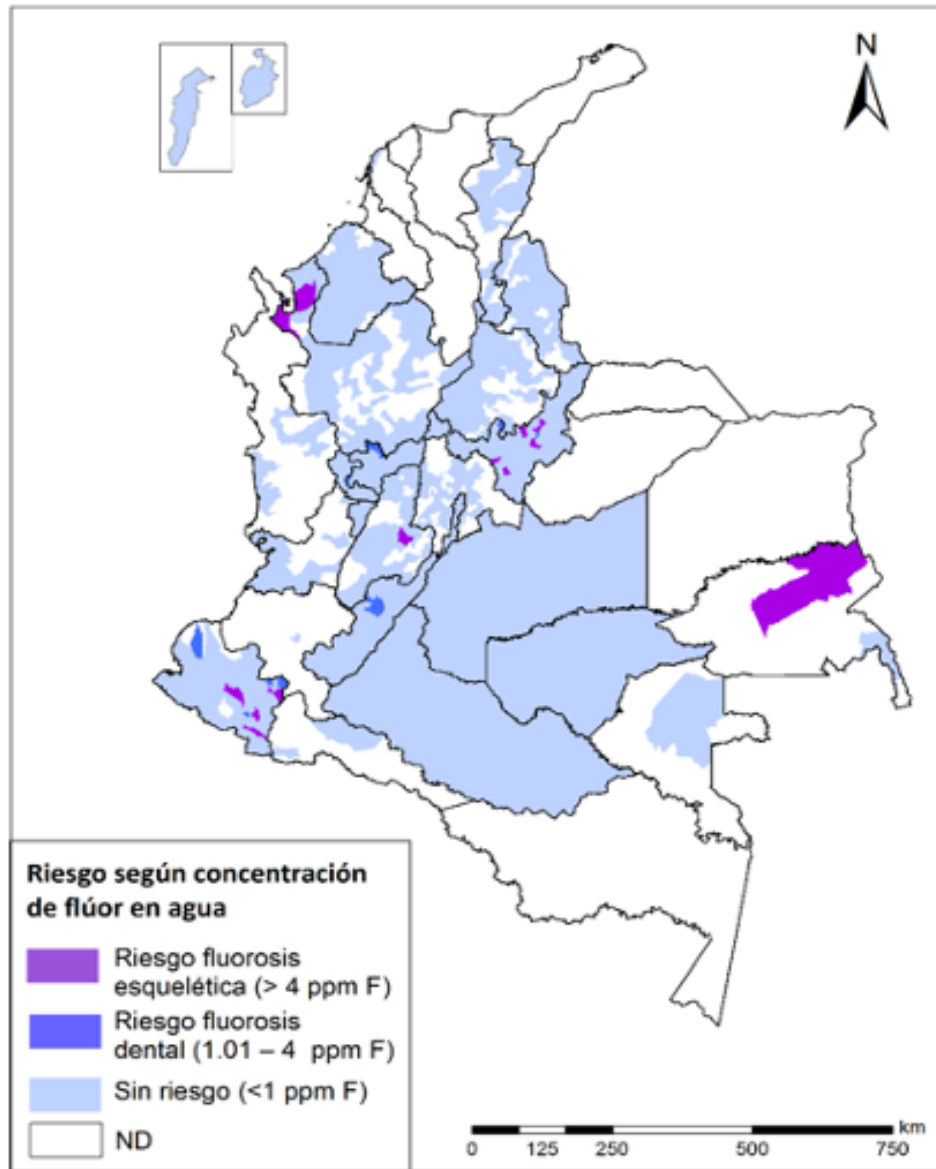 N
Riesgo según concentración
de flúor en agua
Riesgo fluorosis
esquelética (> 4 ppm F)
Riesgo fluorosis
dental (1.01 – 4 ppm F)
Sin riesgo (<1 ppm F)
ND
km
0 125 250 500 750